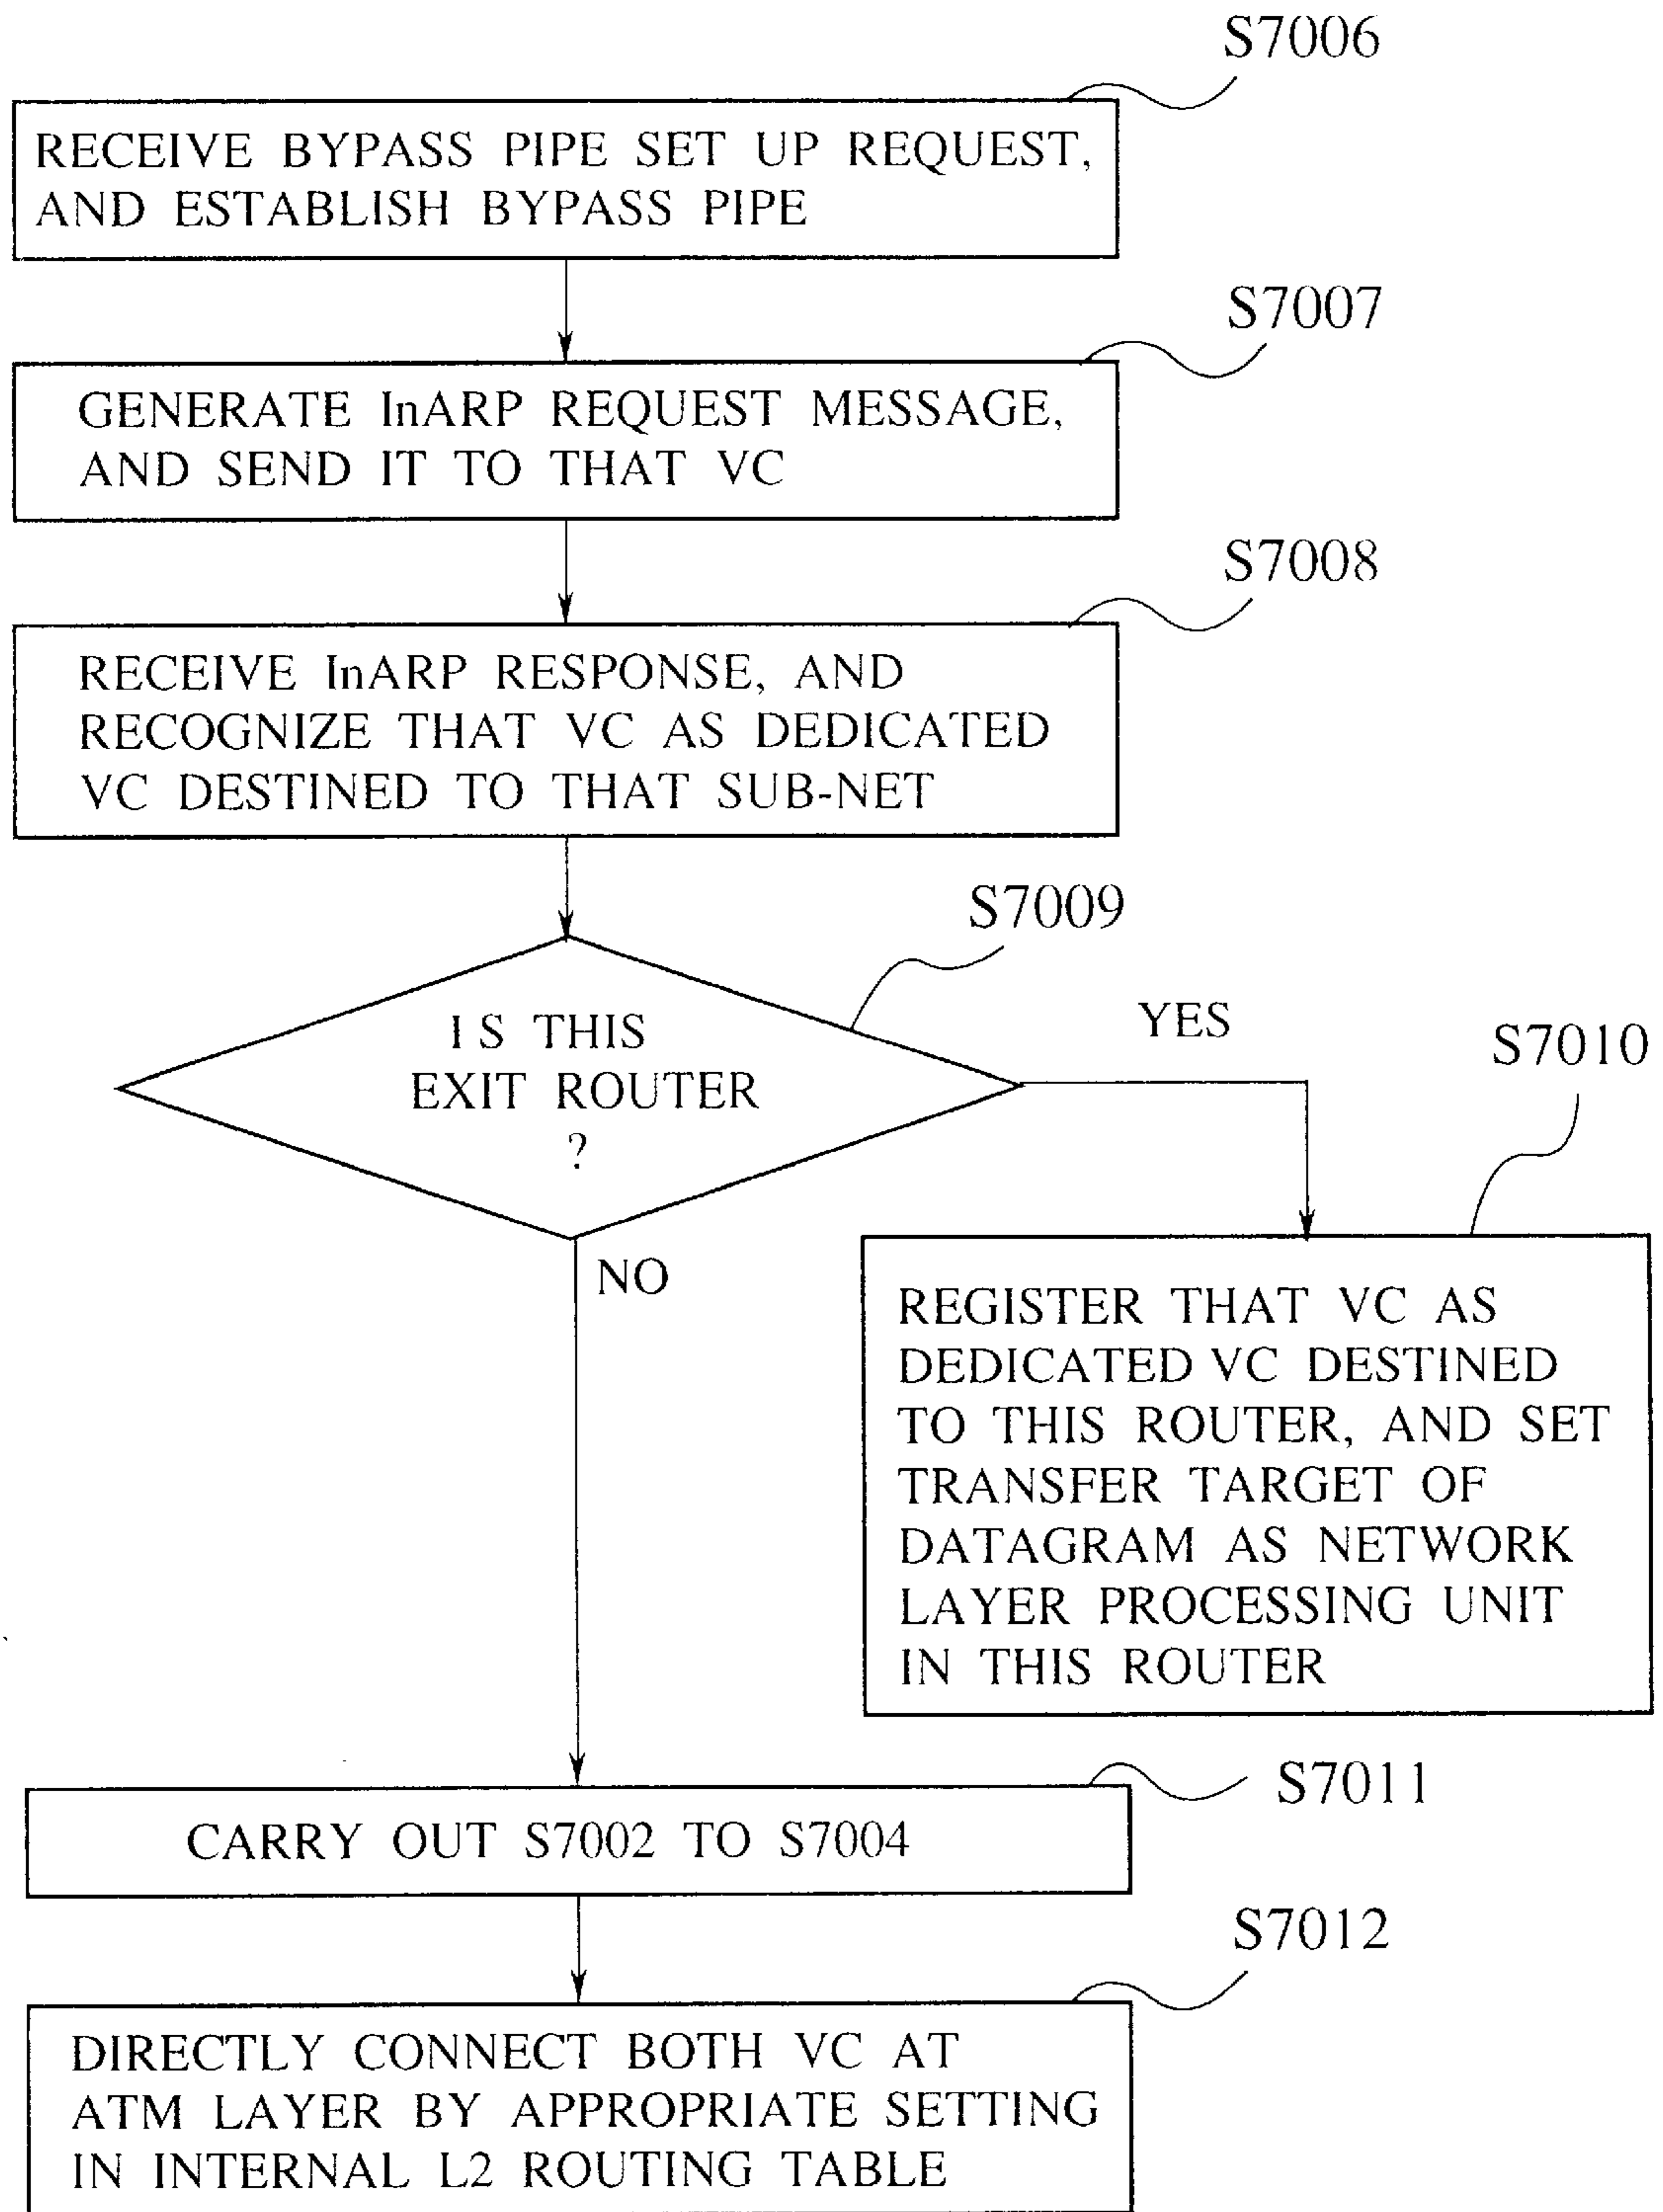 S7006
RECEIVE BYPASS PIPE SET UP REQUEST,
AND ESTABLISH BYPASS PIPE
S7007
GENERATE InARP REQUEST MESSAGE,
AND SEND IT TO THAT VC
S7008
RECEIVE InARP RESPONSE, AND
RECOGNIZE THAT VC AS DEDICATED
VC DESTINED TO THAT SUB-NET
S7009
IS THIS
EXIT ROUTER
?
YES
S7010
NO
REGISTER THAT VC AS
DEDICATED VC DESTINED
TO THIS ROUTER, AND SET
TRANSFER TARGET OF
DATAGRAM AS NETWORK
LAYER PROCESSING UNIT
IN THIS ROUTER
S7011
CARRY OUT S7002 TO S7004
S7012
DIRECTLY CONNECT BOTH VC AT
ATM LAYER BY APPROPRIATE SETTING
IN INTERNAL L2 ROUTING TABLE